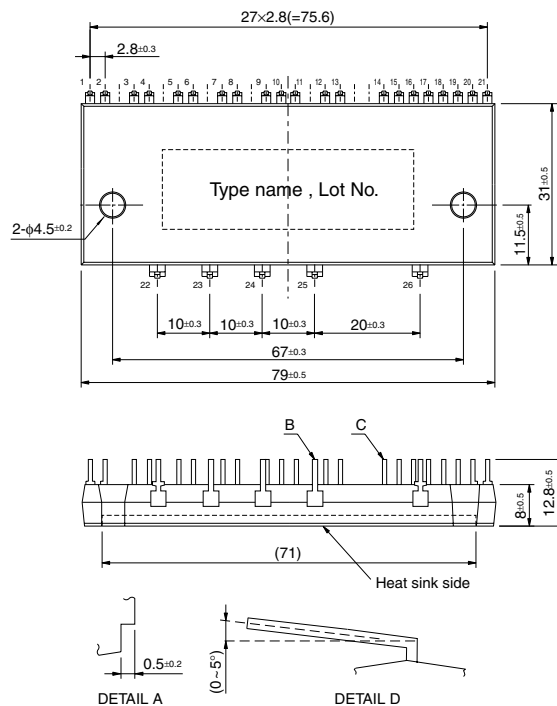 27×2.8(=75.6)
2.8±0.3
1 2 3 4 5 6 7 8 9 10 11 12 13 14 15 16 17 18 19 20 21
Type name , Lot No.
2-φ4.5±0.2
31±0.5
11.5±0.5
22 23 24 25 26
10±0.3 10±0.3 10±0.3 20±0.3
67±0.3
79±0.5
B C
8±0.5
12.8±0.5
(71)
Heat sink side
0.5±0.2
(0~5°)
DETAIL A DETAIL D